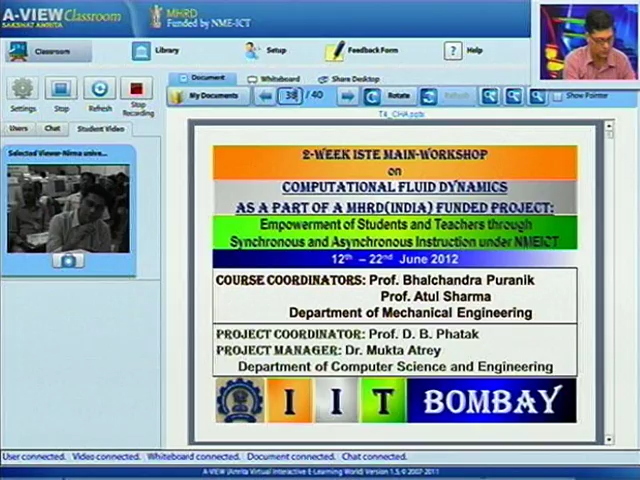 A-VIEW Classroom
SAKSHAT AMRITA
MHRD
Funded by NME-ICT
Classroom
Library
Setup
Feedback Form
? Help
Document
Whiteboard
Share Desktop
Settings
Stop
Refresh
Stop Recording
My Documents
38 / 40
Rotate
Refresh
Show Pointer
Users
Chat
Student Video
Selected Viewer-Nirma unive...
2-WEEK ISTE MAIN-WORKSHOP
on
COMPUTATIONAL FLUID DYNAMICS
AS A PART OF A MHRD(INDIA) FUNDED PROJECT:
Empowerment of Students and Teachers through
Synchronous and Asynchronous Instruction under NMEICT
12th – 22nd June 2012
COURSE COORDINATORS: Prof. Bhalchandra Puranik
Prof. Atul Sharma
Department of Mechanical Engineering
PROJECT COORDINATOR: Prof. D. B. Phatak
PROJECT MANAGER: Dr. Mukta Atrey
Department of Computer Science and Engineering
I I T BOMBAY
User connected. Video connected. Whiteboard connected. Document connected. Chat connected.
A-VIEW (Amrita Virtual Interactive E-Learning World) Version 1.5, © 2007-2011